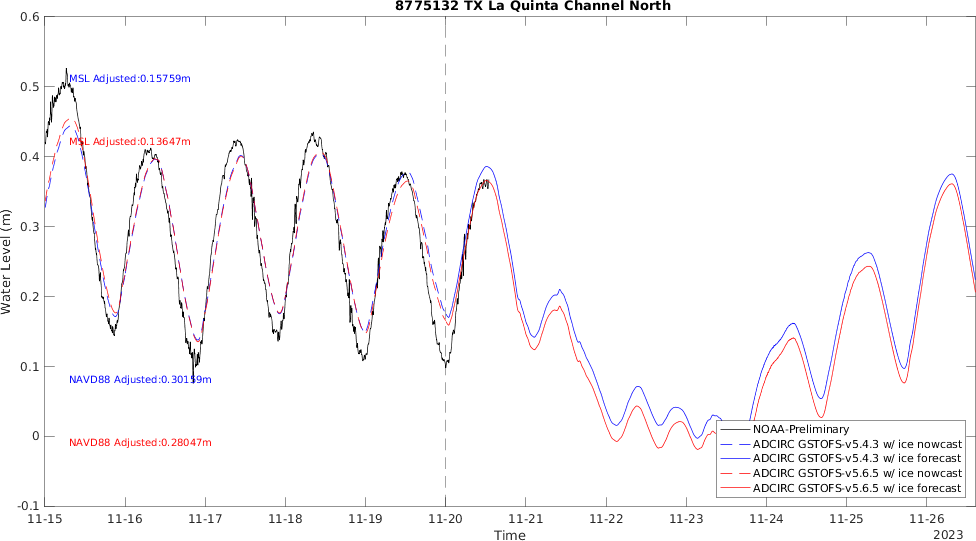 8775132 TX La Quinta Channel North
0.6
0.5
0.4
0.3
0.2
0.1
0
-0.1
Water Level (m)
MSL Adjusted:0.15759m
MSL Adjusted:0.13647m
NAVD88 Adjusted:0.30159m
NAVD88 Adjusted:0.28047m
NOAA-Preliminary
ADCIRC GSTOFS-v5.4.3 w/ ice nowcast
ADCIRC GSTOFS-v5.4.3 w/ ice forecast
ADCIRC GSTOFS-v5.6.5 w/ ice nowcast
ADCIRC GSTOFS-v5.6.5 w/ ice forecast
11-15 11-16 11-17 11-18 11-19 11-20 11-21 11-22 11-23 11-24 11-25 11-26
Time
2023